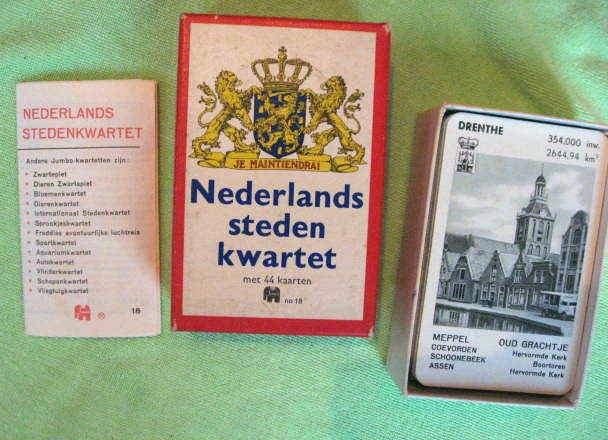 NEDERLANDS
STEDENKWARTET
Andere Jumbo-kwartetten zijn:
• Zwartepiet
• Dieren Zwartepiet
• Bloemenkwartet
• Dierenkwartet
• Internationaal Stedenkwartet
• Sprookjeskwartet
• Freddies avontuurlijke luchtreis
• Sportkwartet
• Aquariumkwartet
• Autokwartet
• Vlinderkwartet
• Schepenkwartet
• Vliegtuigkwartet
® 18
JE MAINTIENDRAI
Nederlands
steden
kwartet
met 44 kaarten
no 18
DRENTHE
354,000 inw.
2644.94 km²
MEPPEL OUD GRACHTJE
COEVORDEN Hervormde Kerk
SCHOONEBEEK Boortoren
ASSEN Hervormde Kerk